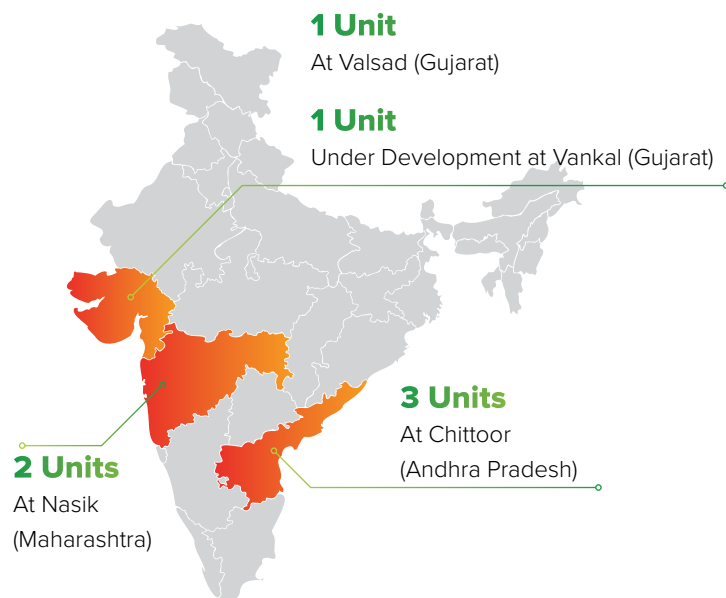 1 Unit
At Valsad (Gujarat)
1 Unit
Under Development at Vankal (Gujarat)
3 Units
At Chittoor
(Andhra Pradesh)
2 Units
At Nasik
(Maharashtra)